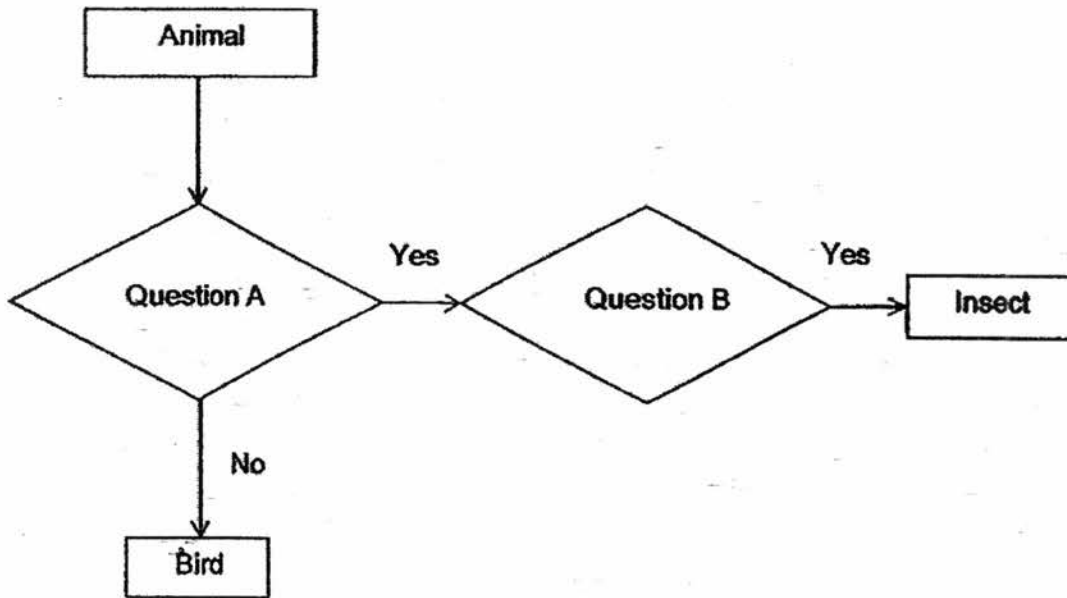 Animal
Question A
Yes
Question B
Yes
Insect
No
Bird